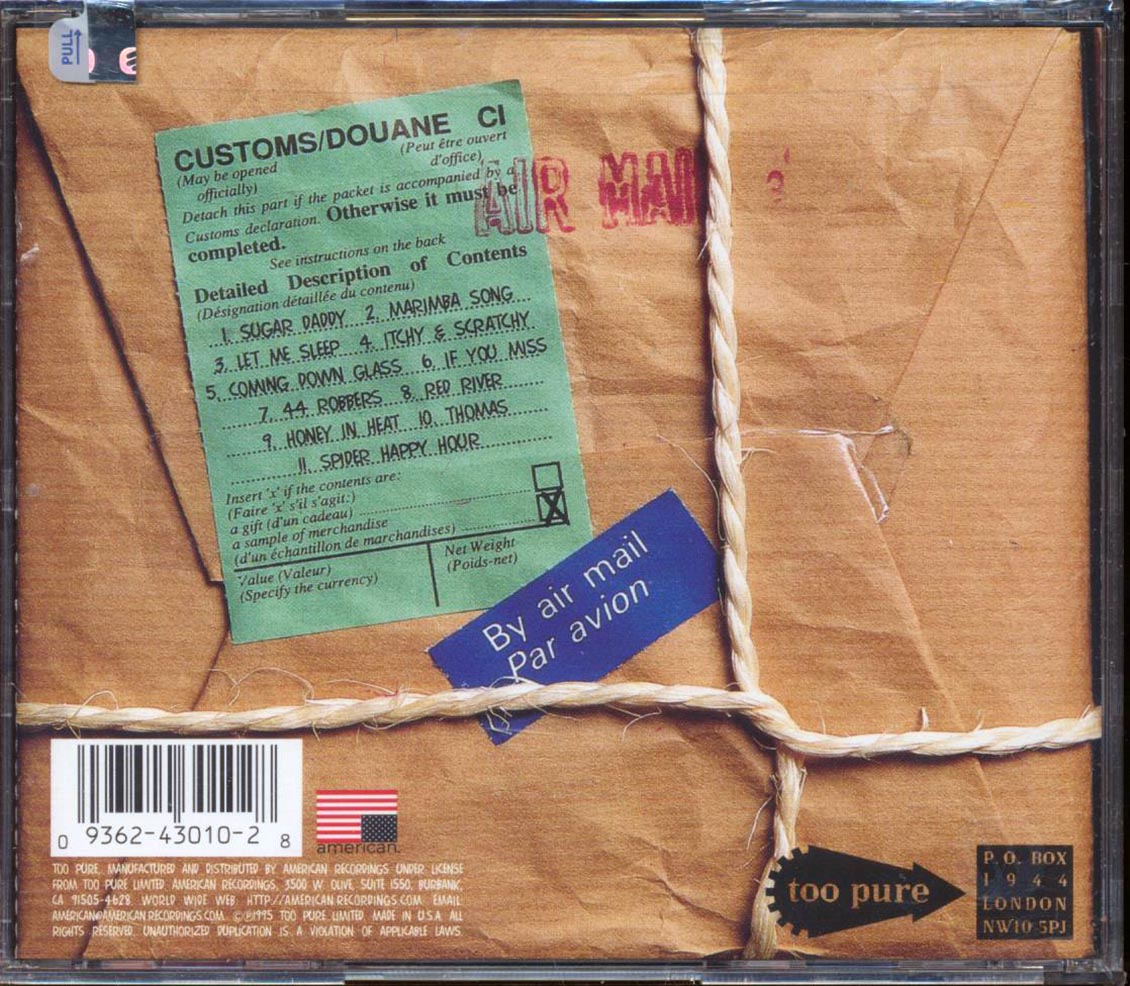 PULL
CUSTOMS/DOUANE CI
(May be opened officially) (Peut être ouvert d'office)
Detach this part if the packet is accompanied by a
Customs declaration. Otherwise it must be
completed.
See instructions on the back
Detailed Description of Contents
(Désignation détaillée du contenu)
1. SUGAR DADDY 2. MARIMBA SONG
3. LET ME SLEEP 4. ITCHY & SCRATCHY
5. COMING DOWN GLASS 6. IF YOU MISS
7. 44 ROBBERS 8. RED RIVER
9. HONEY IN HEAT 10. THOMAS
11. SPIDER HAPPY HOUR
Insert 'x' if the contents are:
(Faire 'x' s'il s'agit:)
a gift (d'un cadeau)
a sample of merchandise
(d'un échantillon de marchandises)
Value (Valeur)
(Specify the currency)
Net Weight
(Poids-net)
AIR MAI
By air mail
Par avion
0 9362-43010-2 8
american.
TOO PURE. MANUFACTURED AND DISTRIBUTED BY AMERICAN RECORDINGS UNDER LICENSE
FROM TOO PURE LIMITED. AMERICAN RECORDINGS, 3500 W. OLIVE, SUITE 1550, BURBANK,
CA 91505-4628. WORLD WIDE WEB: HTTP://AMERICAN.RECORDINGS.COM. EMAIL:
AMERICAN@AMERICAN.RECORDINGS.COM. ©℗1995 TOO PURE LIMITED. MADE IN U.S.A. ALL
RIGHTS RESERVED. UNAUTHORIZED DUPLICATION IS A VIOLATION OF APPLICABLE LAWS.
too pure
P.O. BOX
1944
LONDON
NW10 5PJ